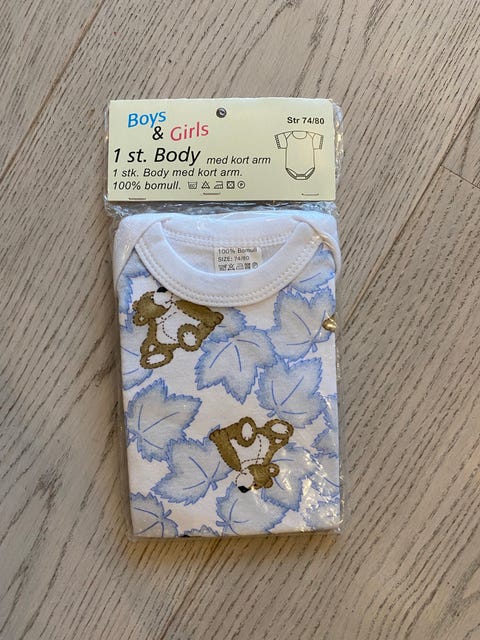 Boys
& Girls
Str 74/80
1 st. Body med kort arm
1 stk. Body med kort arm.
100% bomull.
100% Bomull
SIZE: 74/80